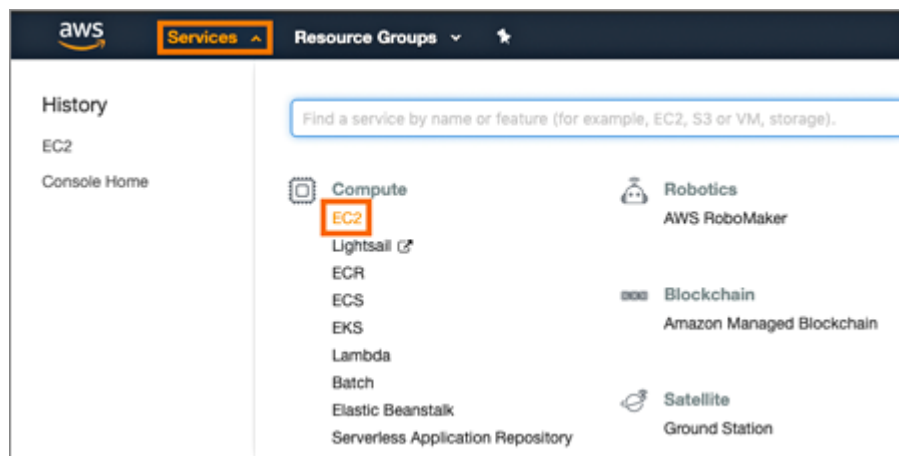 aws Services Resource Groups
History
EC2
Console Home
Find a service by name or feature (for example, EC2, S3 or VM, storage).
Compute
EC2
Lightsail
ECR
ECS
EKS
Lambda
Batch
Elastic Beanstalk
Serverless Application Repository
Robotics
AWS RoboMaker
Blockchain
Amazon Managed Blockchain
Satellite
Ground Station